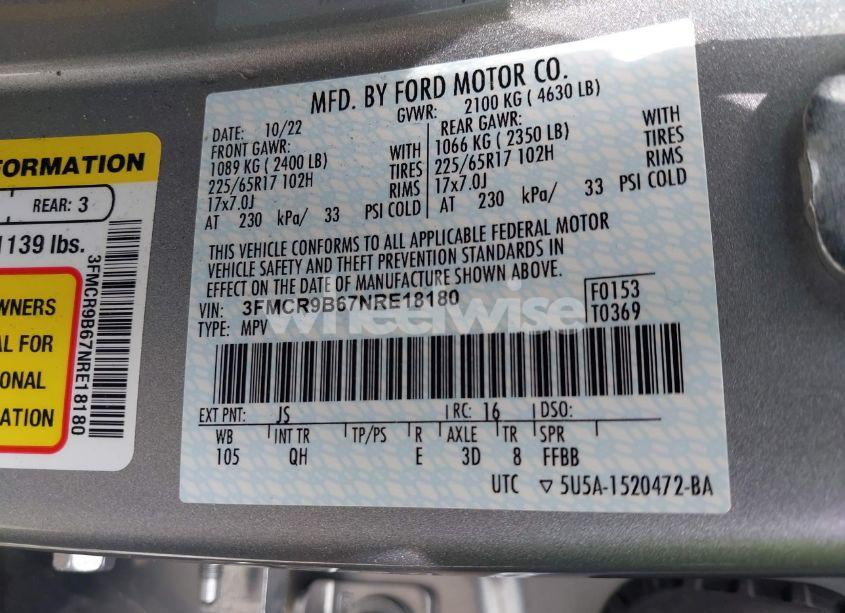 FORMATION
REAR: 3
1139 lbs.
3FMCR9B67NRE18180
OWNERS
AL FOR
IONAL
ATION
MFD. BY FORD MOTOR CO.
DATE: 10/22 GVWR: 2100 KG ( 4630 LB)
FRONT GAWR: REAR GAWR:
1089 KG ( 2400 LB) WITH 1066 KG ( 2350 LB) WITH
225/65R17 102H TIRES 225/65R17 102H TIRES
17x7.0J RIMS 17x7.0J RIMS
AT 230 kPa/ 33 PSI COLD AT 230 kPa/ 33 PSI COLD
THIS VEHICLE CONFORMS TO ALL APPLICABLE FEDERAL MOTOR
VEHICLE SAFETY AND THEFT PREVENTION STANDARDS IN
EFFECT ON THE DATE OF MANUFACTURE SHOWN ABOVE.
VIN: 3FMCR9B67NRE18180 F0153
TYPE: MPV T0369
wheelwise
EXT PNT: JS RC: 16 DSO:
WB INT TR TP/PS R AXLE TR SPR
105 QH E 3D 8 FFBB
UTC ▽ 5U5A-1520472-BA